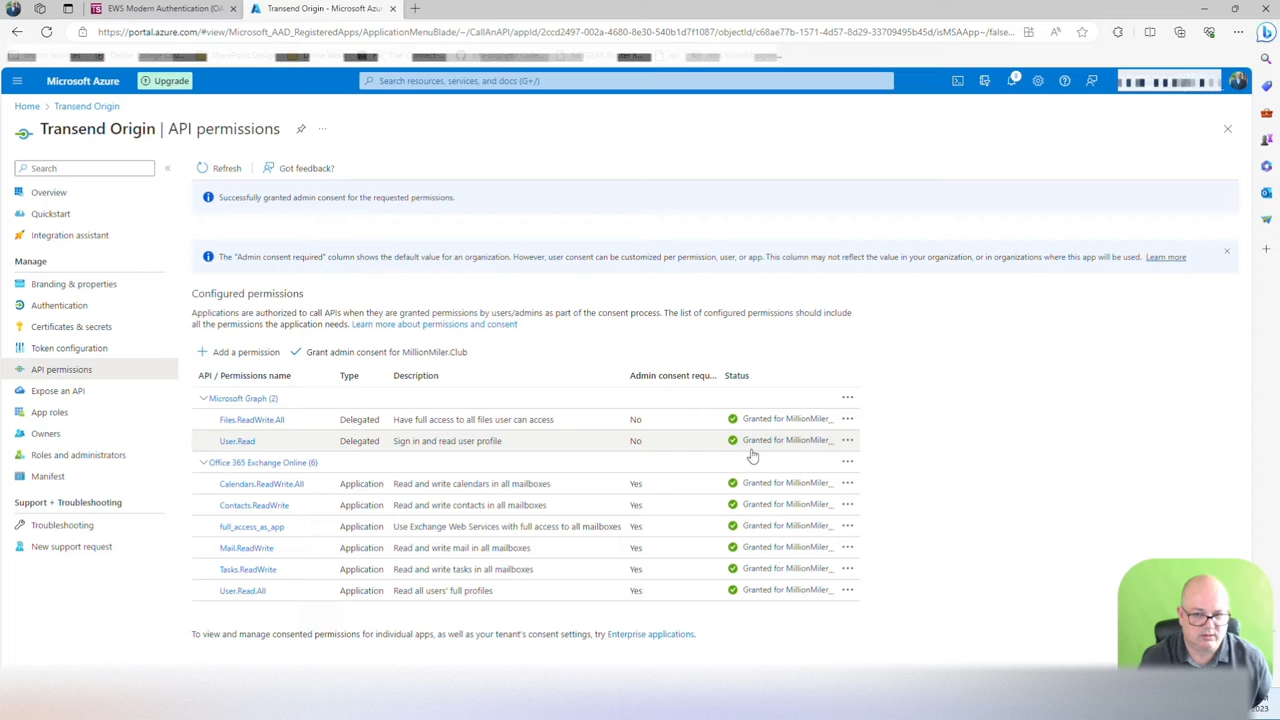 EWS Modern Authentication (OA
Transend Origin - Microsoft Azu
https://portal.azure.com/#view/Microsoft_AAD_RegisteredApps/ApplicationMenuBlade/~/CallAnAPI/appId/2ccd2497-002a-4680-8e30-540b1d7f1087/objectId/c68ae77b-1571-4d57-8d29-33709495b45d/isMSAApp~/false...
Microsoft Azure
Upgrade
Search resources, services, and docs (G+/)
Home > Transend Origin
Transend Origin | API permissions
Search
Refresh
Got feedback?
Successfully granted admin consent for the requested permissions.
The "Admin consent required" column shows the default value for an organization. However, user consent can be customized per permission, user, or app. This column may not reflect the value in your organization, or in organizations where this app will be used. Learn more
Overview
Quickstart
Integration assistant
Manage
Branding & properties
Authentication
Certificates & secrets
Token configuration
API permissions
Expose an API
App roles
Owners
Roles and administrators
Manifest
Support + Troubleshooting
Troubleshooting
New support request
Configured permissions
Applications are authorized to call APIs when they are granted permissions by users/admins as part of the consent process. The list of configured permissions should include
all the permissions the application needs. Learn more about permissions and consent
Add a permission
Grant admin consent for MillionMiler.Club
API / Permissions name Type Description Admin consent requ... Status
Microsoft Graph (2) ...
Files.ReadWrite.All Delegated Have full access to all files user can access No Granted for MillionMiler... ...
User.Read Delegated Sign in and read user profile No Granted for MillionMiler... ...
Office 365 Exchange Online (6) ...
Calendars.ReadWrite.All Application Read and write calendars in all mailboxes Yes Granted for MillionMiler... ...
Contacts.ReadWrite Application Read and write contacts in all mailboxes Yes Granted for MillionMiler... ...
full_access_as_app Application Use Exchange Web Services with full access to all mailboxes Yes Granted for MillionMiler... ...
Mail.ReadWrite Application Read and write mail in all mailboxes Yes Granted for MillionMiler... ...
Tasks.ReadWrite Application Read and write tasks in all mailboxes Yes Granted for MillionMiler... ...
User.Read.All Application Read all users' full profiles Yes Granted for MillionMiler... ...
To view and manage consented permissions for individual apps, as well as your tenant's consent settings, try Enterprise applications.
2023